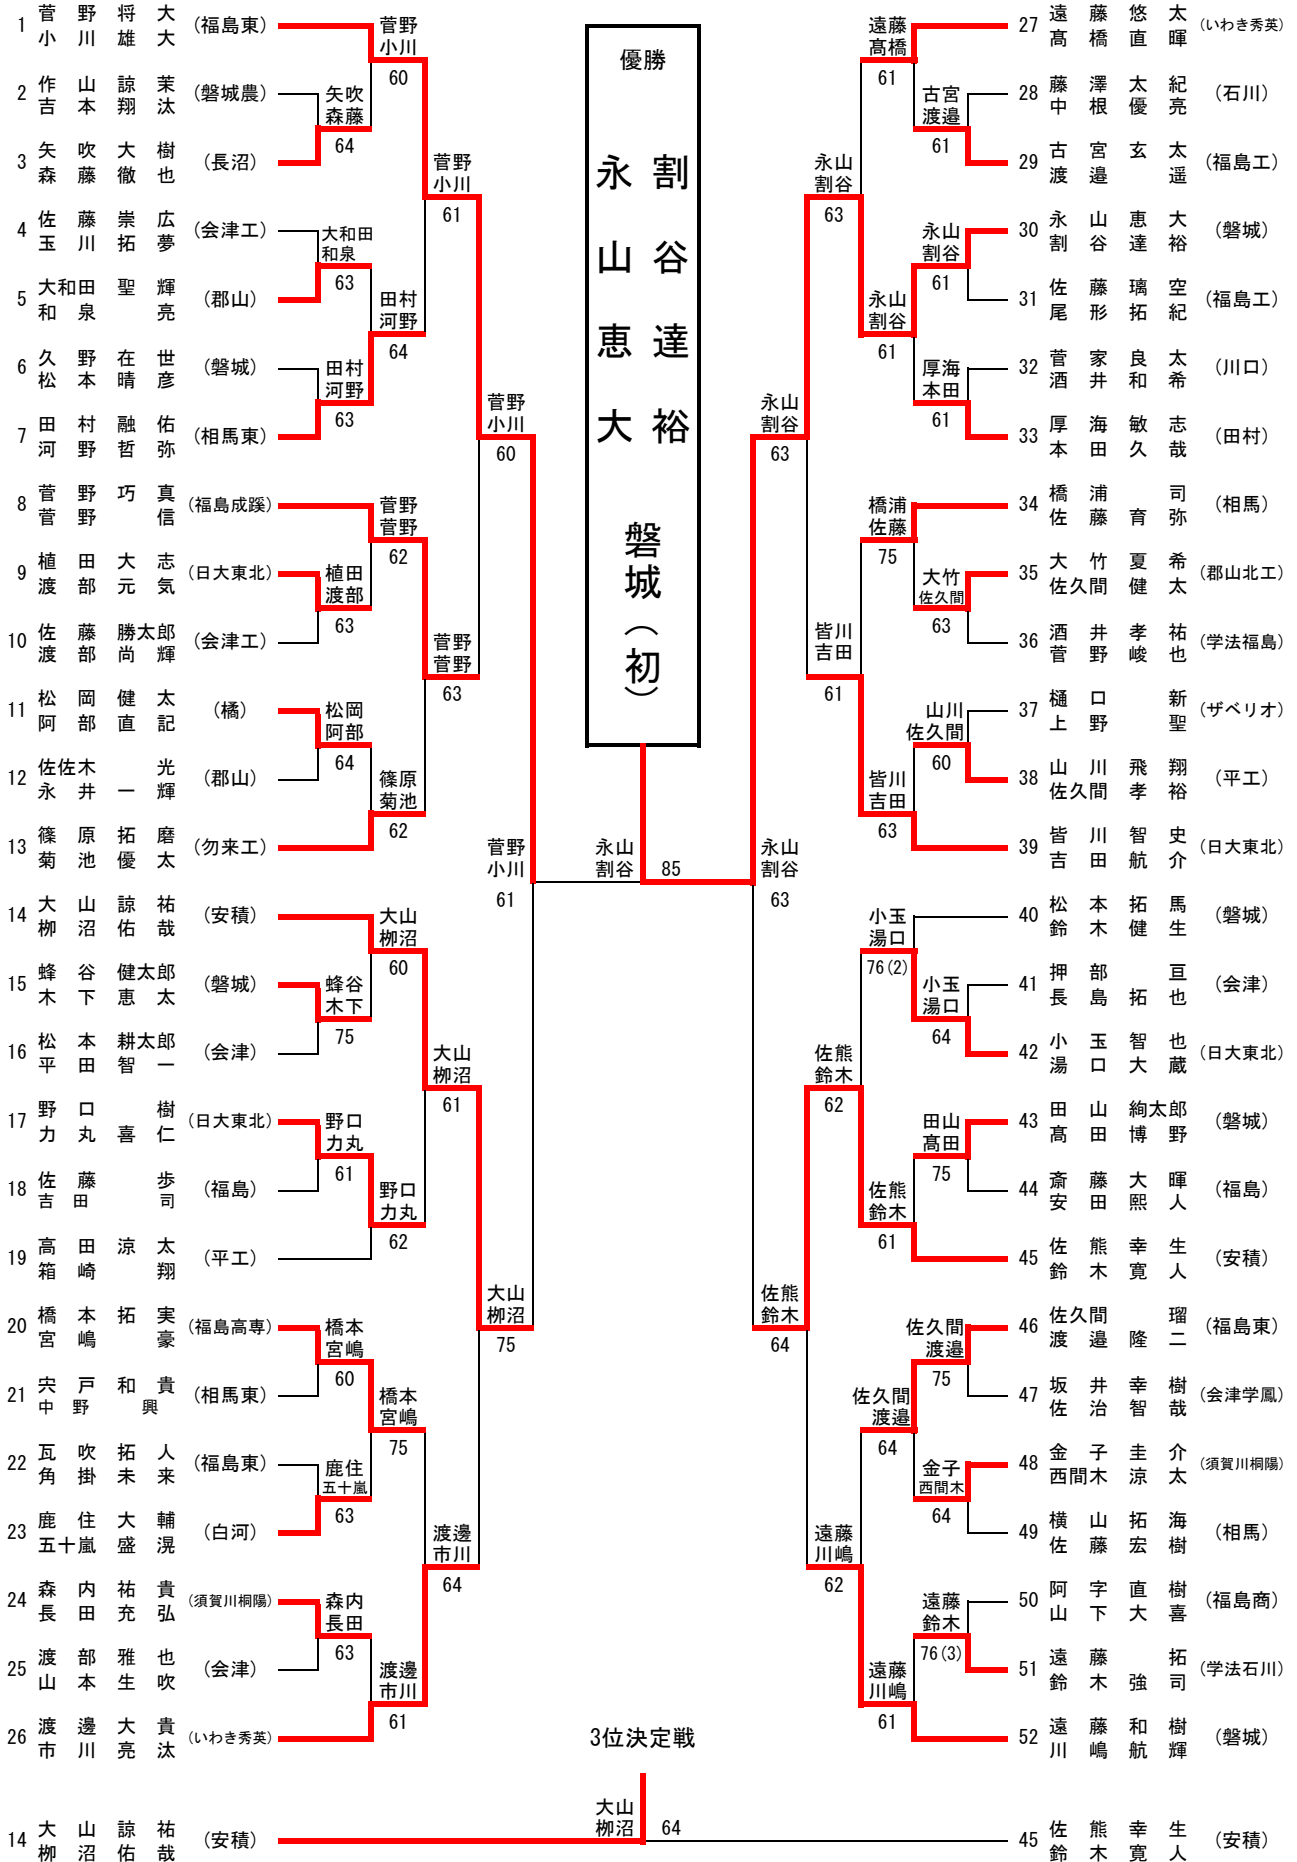 優勝
永山恵大
割谷達裕
磐城（初）
1 菅野将大 小川雄大 (福島東)
2 作山諒茉 吉本翔汰 (磐城農)
3 矢吹大樹 森藤徹也 (長沼)
4 佐藤崇広 玉川拓夢 (会津工)
5 大和田聖輝 和泉亮 (郡山)
6 久野在世 松本晴彦 (磐城)
7 田村融佑 河野哲弥 (相馬東)
8 菅野巧真 菅野信 (福島成蹊)
9 植田大志 渡部元気 (日大東北)
10 佐藤勝太郎 渡部尚輝 (会津工)
11 松岡健太 阿部直記 (橘)
12 佐佐木光 永井一輝 (郡山)
13 篠原拓磨 菊池優太 (勿来工)
14 大山諒祐 栁沼佑哉 (安積)
15 蜂谷健太郎 木下恵太 (磐城)
16 松本耕太郎 平田智一 (会津)
17 野口樹 力丸喜仁 (日大東北)
18 佐藤歩 吉田司 (福島)
19 高田涼太 箱崎翔 (平工)
20 橋本拓実 宮嶋豪 (福島高専)
21 宍戸和貴 中野興 (相馬東)
22 瓦吹拓人 角掛未来 (福島東)
23 鹿住大輔 五十嵐盛滉 (白河)
24 森内祐貴 長田充弘 (須賀川桐陽)
25 渡部雅也 山本生吹 (会津)
26 渡邊大貴 市川亮汰 (いわき秀英)
菅野 小川 60
矢吹 森藤 64
菅野 小川 61
大和田 和泉 63
田村 河野 64
田村 河野 63
菅野 小川 60
菅野 菅野 62
植田 渡部 63
菅野 菅野 63
松岡 阿部 64
篠原 菊池 62
菅野 小川 61
大山 栁沼 60
蜂谷 木下 75
大山 栁沼 61
野口 力丸 61
野口 力丸 62
大山 栁沼 75
橋本 宮嶋 60
橋本 宮嶋 75
鹿住 五十嵐 63
渡邊 市川 64
森内 長田 63
渡邊 市川 61
永山 割谷 85
27 遠藤悠太 髙橋直暉 (いわき秀英)
28 藤澤太紀 中根優亮 (石川)
29 古宮玄太 渡邉遥 (福島工)
30 永山恵大 割谷達裕 (磐城)
31 佐藤璃空 尾形拓紀 (福島工)
32 菅家良太 酒井和希 (川口)
33 厚海敏志 本田久哉 (田村)
34 橋浦司 佐藤育弥 (相馬)
35 大竹夏希 佐久間健太 (郡山北工)
36 酒井孝祐 菅野峻也 (学法福島)
37 樋口新 上野聖 (ザベリオ)
38 山川飛翔 佐久間孝裕 (平工)
39 皆川智史 吉田航介 (日大東北)
40 松本拓馬 鈴木健生 (磐城)
41 押部亘 長島拓也 (会津)
42 小玉智也 湯口大蔵 (日大東北)
43 田山絢太郎 髙田博野 (磐城)
44 斎藤大暉 安田熙人 (福島)
45 佐熊幸生 鈴木寛人 (安積)
46 佐久間瑠 渡邉隆二 (福島東)
47 坂井幸樹 佐治智哉 (会津学鳳)
48 金子圭介 西間木涼太 (須賀川桐陽)
49 横山拓海 佐藤宏樹 (相馬)
50 阿字直樹 山下大喜 (福島商)
51 遠藤拓 鈴木強司 (学法石川)
52 遠藤和樹 川嶋航輝 (磐城)
遠藤 髙橋 61
古宮 渡邉 61
永山 割谷 63
永山 割谷 61
永山 割谷 61
厚海 本田 61
永山 割谷 63
橋浦 佐藤 75
大竹 佐久間 63
皆川 吉田 61
山川 佐久間 60
皆川 吉田 63
永山 割谷 63
小玉 湯口 76(2)
小玉 湯口 64
佐熊 鈴木 62
田山 髙田 75
佐熊 鈴木 61
佐熊 鈴木 64
佐久間 渡邉 75
佐久間 渡邉 64
金子 西間木 64
遠藤 川嶋 62
遠藤 鈴木 76(3)
遠藤 川嶋 61
3位決定戦
14 大山諒祐 栁沼佑哉 (安積)
大山 栁沼 64
45 佐熊幸生 鈴木寛人 (安積)